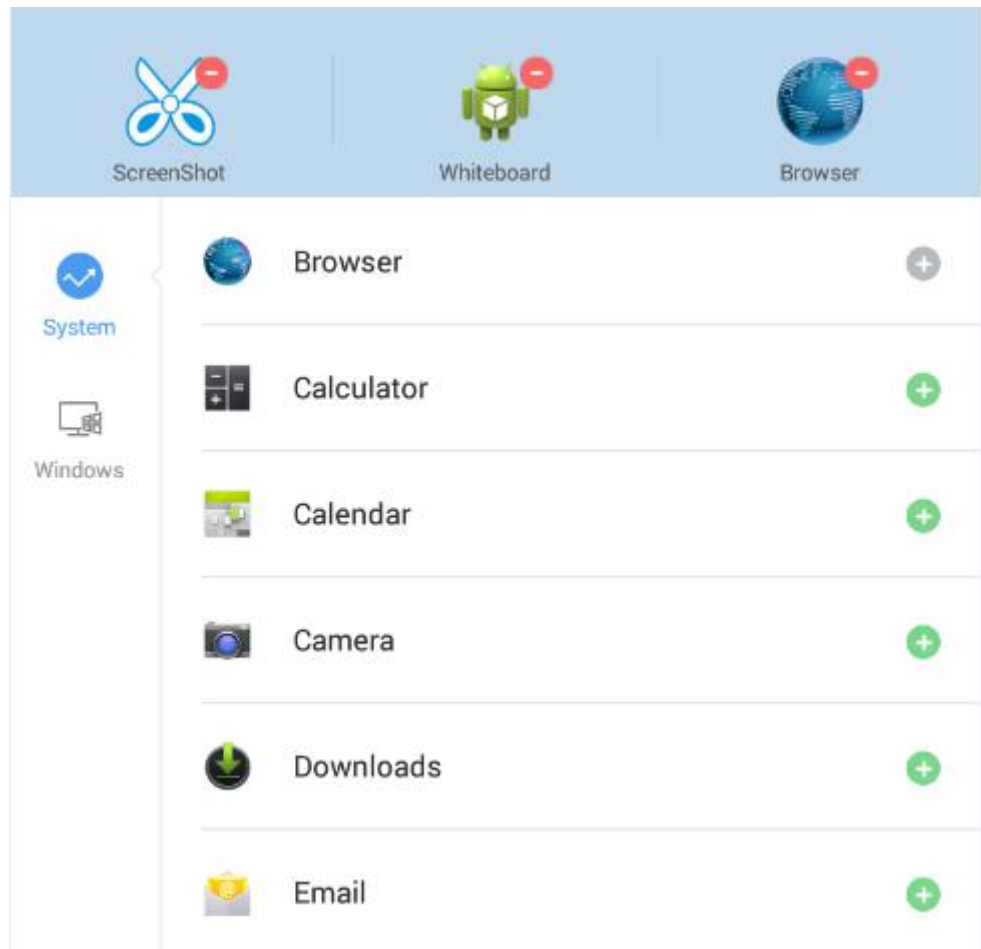 ScreenShot
Whiteboard
Browser
System
Windows
Browser
Calculator
Calendar
Camera
Downloads
Email